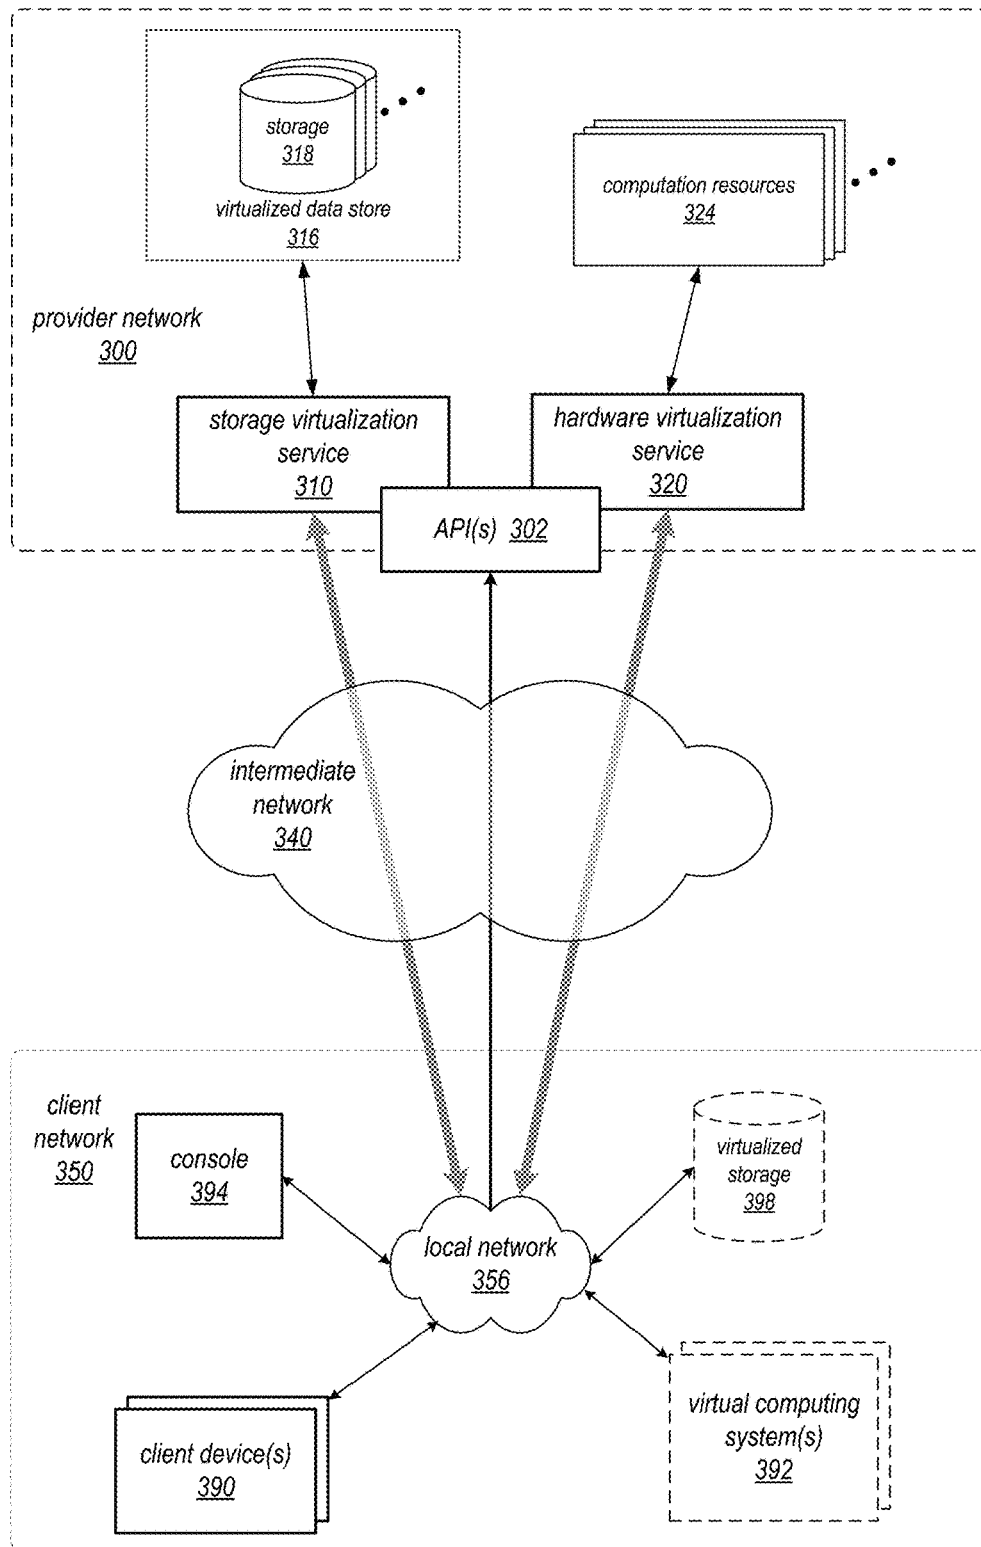 storage
318
virtualized data store
316
computation resources
324
provider network
300
storage virtualization
service
310
hardware virtualization
service
320
API(s) 302
intermediate
network
340
client
network
350
console
394
virtualized
storage
398
local network
356
client device(s)
390
virtual computing
system(s)
392